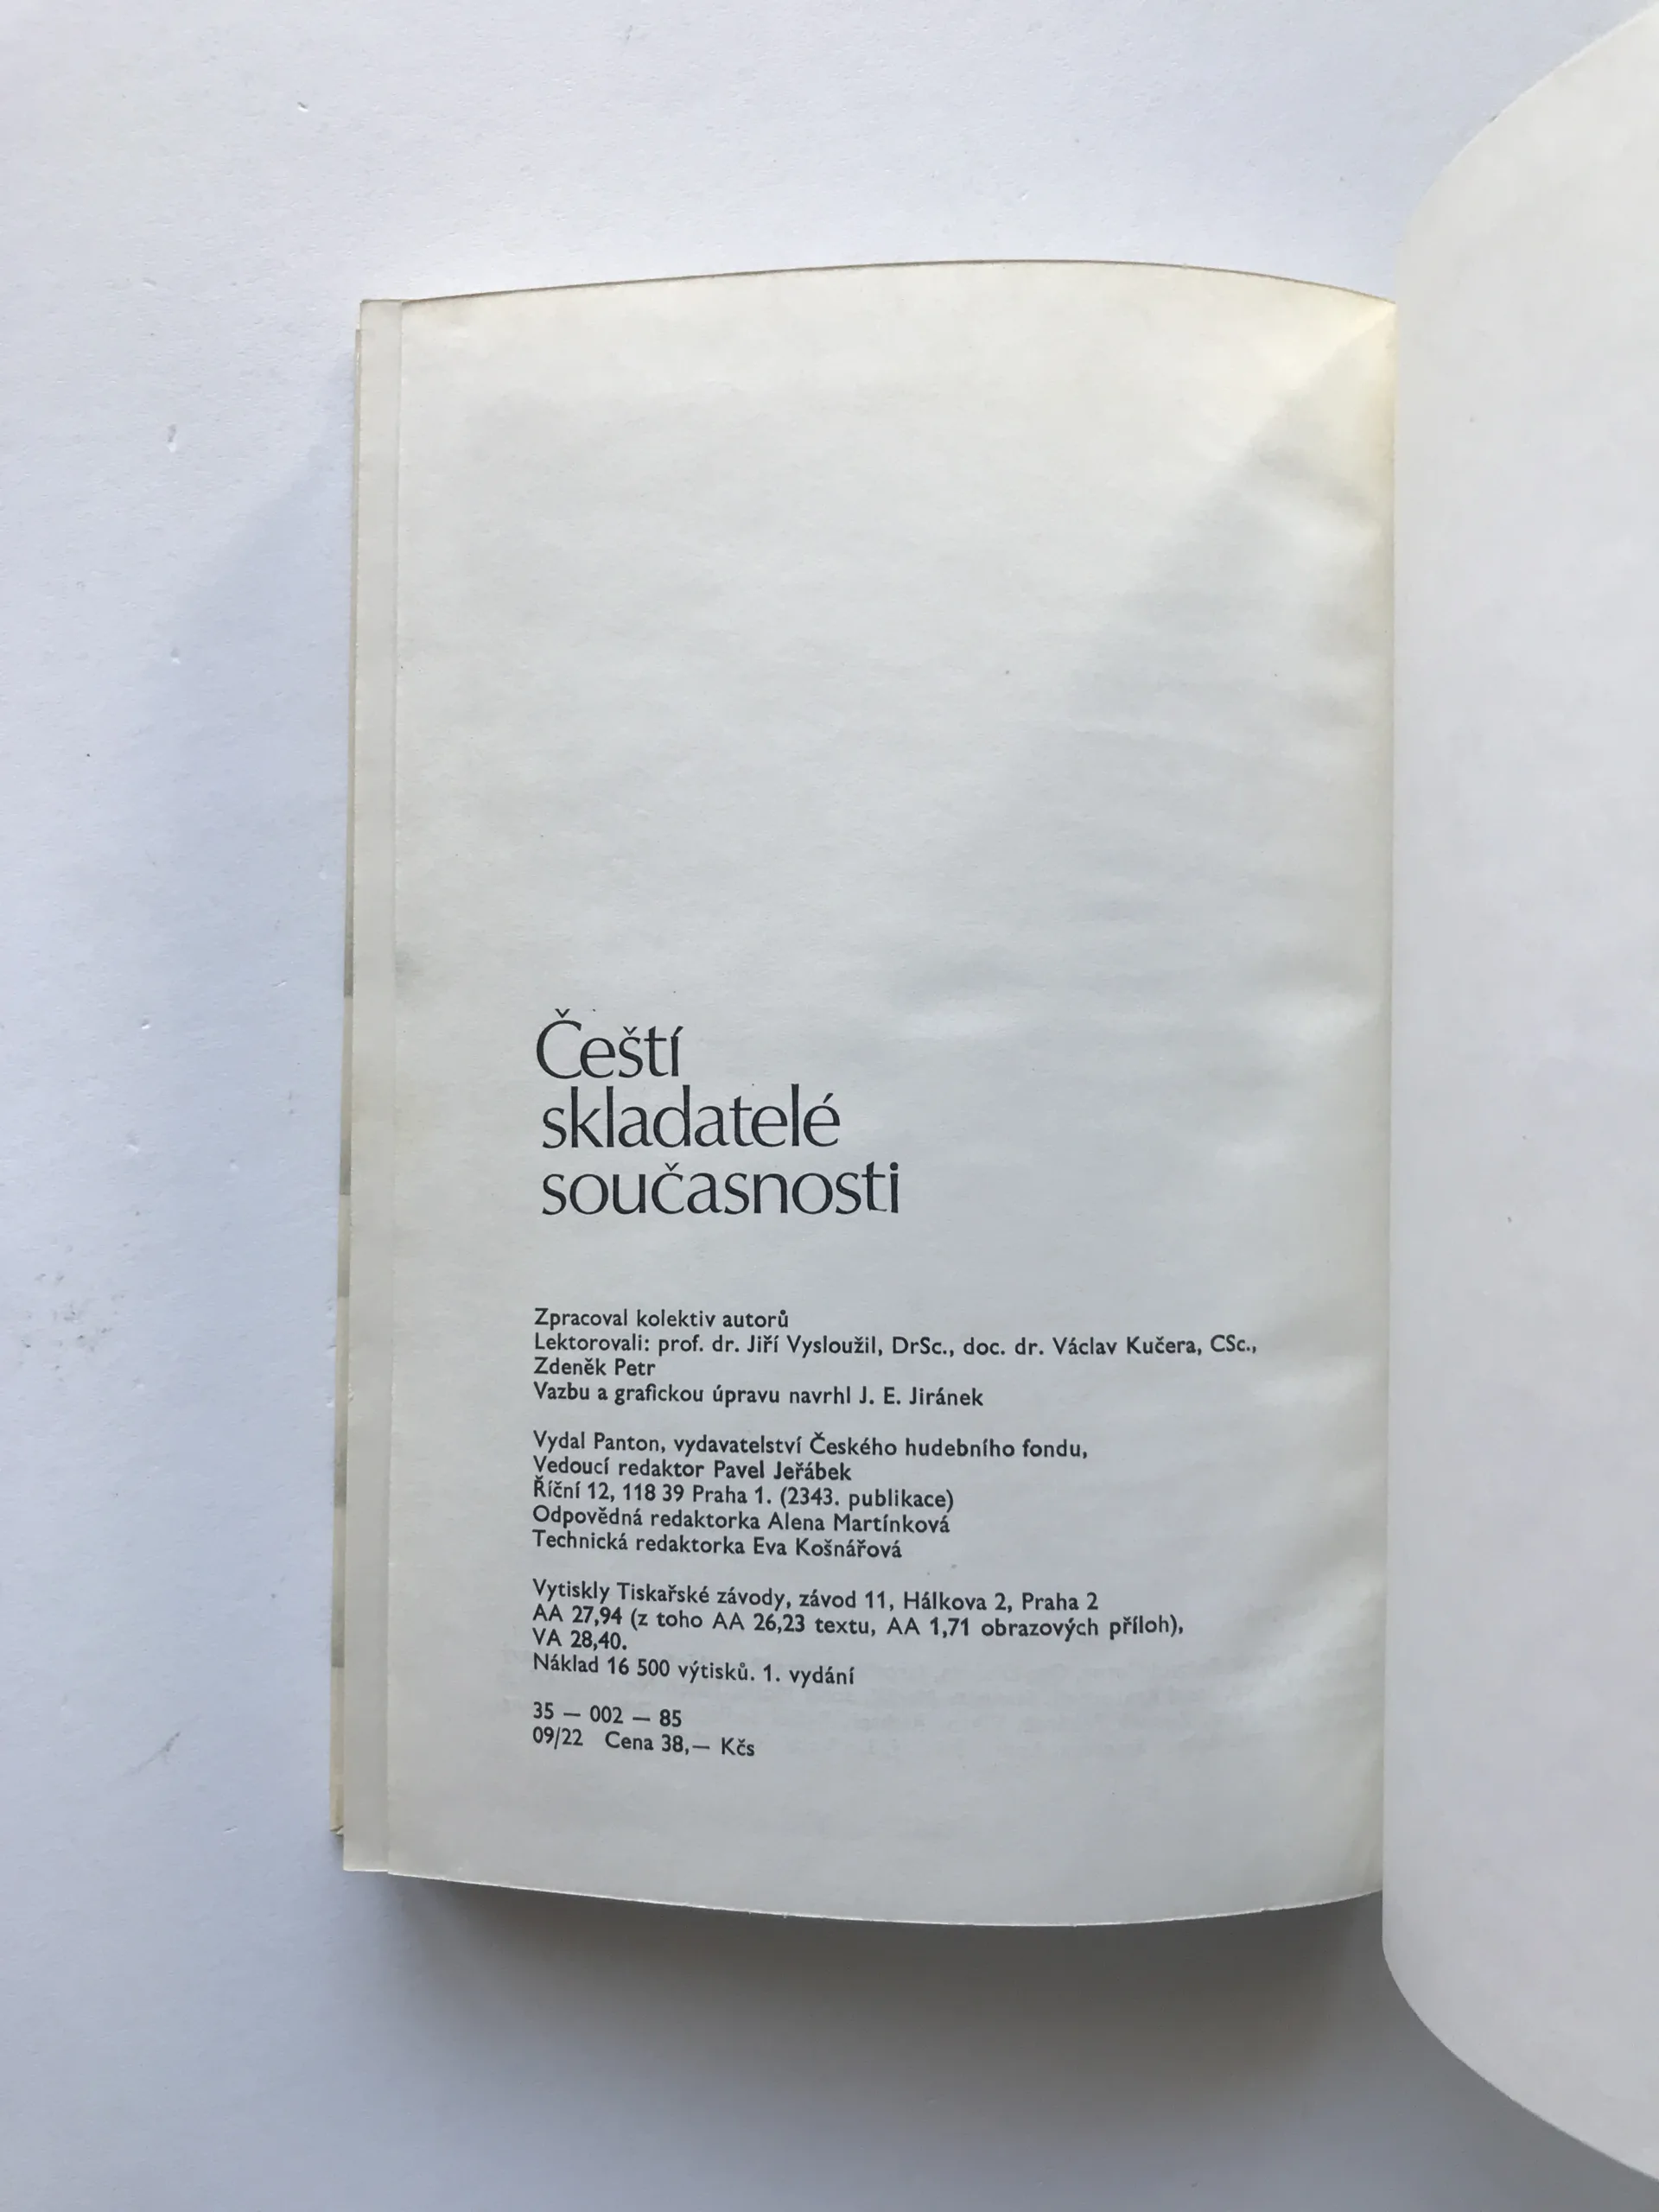 Čeští
skladatelé
současnosti
Zpracoval kolektiv autorů
Lektorovali: prof. dr. Jiří Vysloužil, DrSc., doc. dr. Václav Kučera, CSc.,
Zdeněk Petr
Vazbu a grafickou úpravu navrhl J. E. Jiránek
Vydal Panton, vydavatelství Českého hudebního fondu,
Vedoucí redaktor Pavel Jeřábek
Říční 12, 118 39 Praha 1. (2343. publikace)
Odpovědná redaktorka Alena Martínková
Technická redaktorka Eva Košnářová
Vytiskly Tiskařské závody, závod 11, Hálkova 2, Praha 2
AA 27,94 (z toho AA 26,23 textu, AA 1,71 obrazových příloh),
VA 28,40.
Náklad 16 500 výtisků. 1. vydání
35 — 002 — 85
09/22 Cena 38,— Kčs